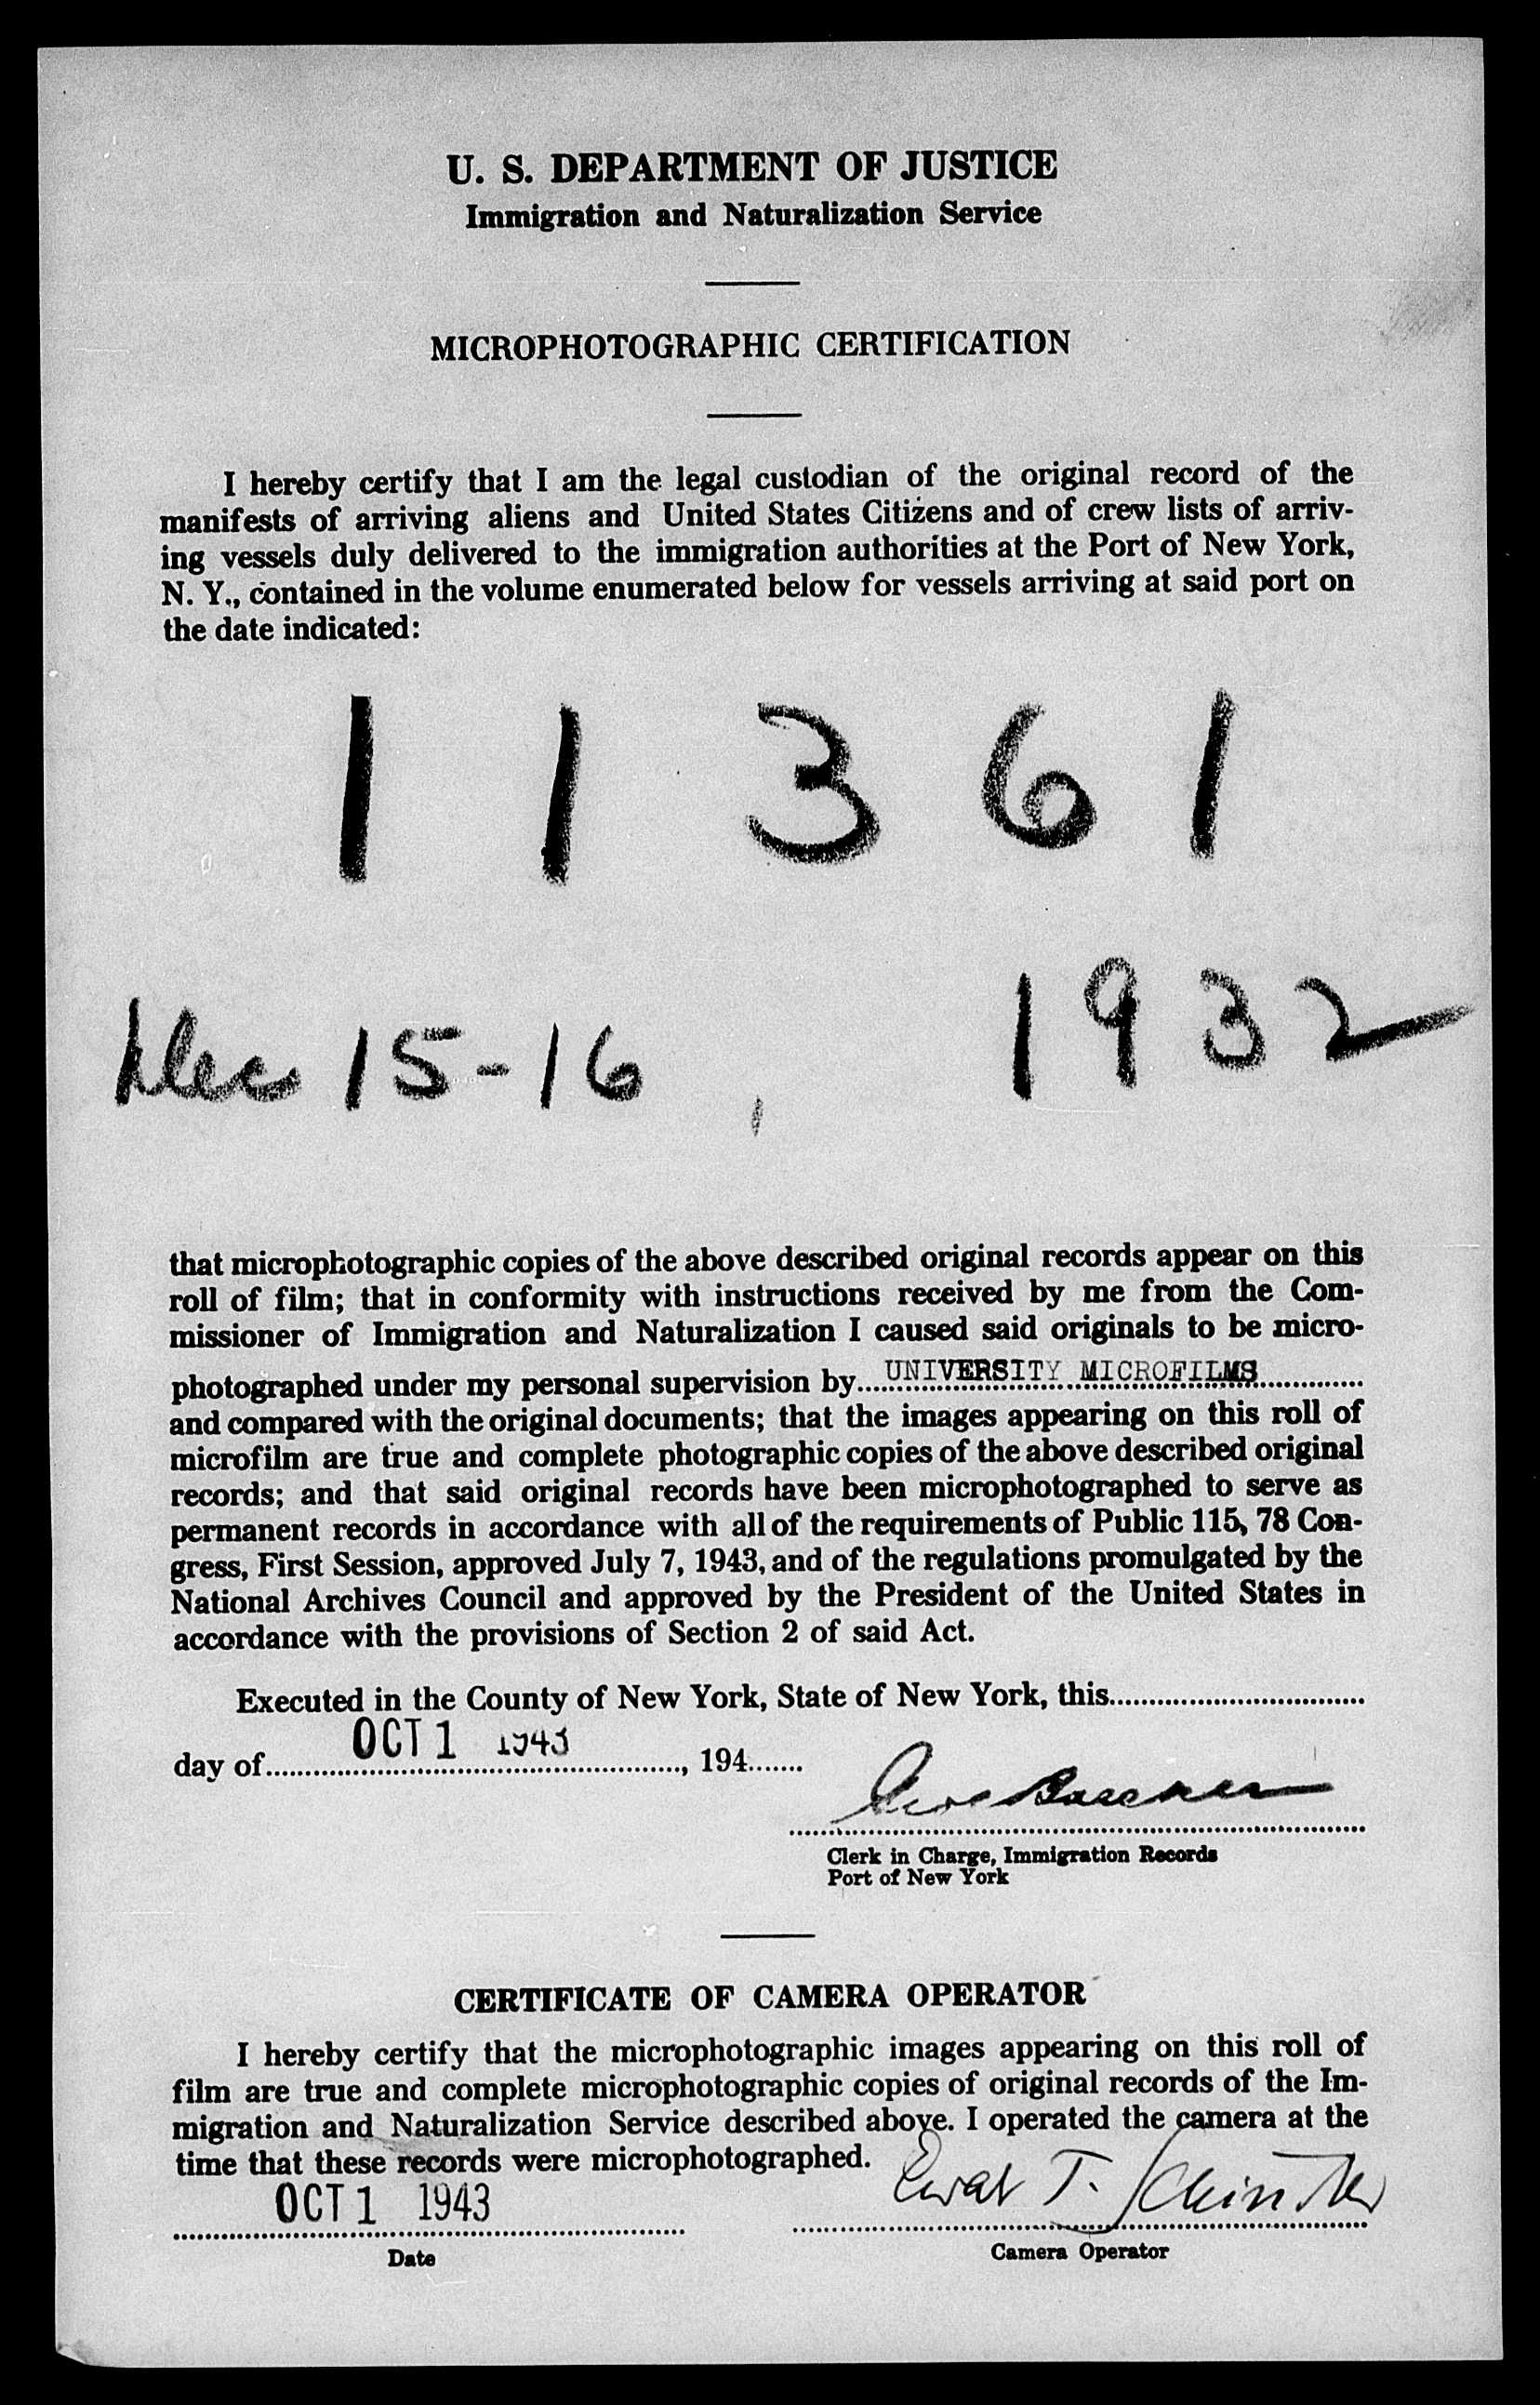 U. S. DEPARTMENT OF JUSTICE
Immigration and Naturalization Service
MICROPHOTOGRAPHIC CERTIFICATION
I hereby certify that I am the legal custodian of the original record of the
manifests of arriving aliens and United States Citizens and of crew lists of arriv-
ing vessels duly delivered to the immigration authorities at the Port of New York,
N. Y., contained in the volume enumerated below for vessels arriving at said port on
the date indicated:
1 1 3 6 1
Dec 15-16, 1932
that microphotographic copies of the above described original records appear on this
roll of film; that in conformity with instructions received by me from the Com-
missioner of Immigration and Naturalization I caused said originals to be micro-
photographed under my personal supervision by UNIVERSITY MICROFILMS
and compared with the original documents; that the images appearing on this roll of
microfilm are true and complete photographic copies of the above described original
records; and that said original records have been microphotographed to serve as
permanent records in accordance with all of the requirements of Public 115, 78 Con-
gress, First Session, approved July 7, 1943, and of the regulations promulgated by the
National Archives Council and approved by the President of the United States in
accordance with the provisions of Section 2 of said Act.
Executed in the County of New York, State of New York, this
day of OCT 1 1943, 194
Clerk in Charge, Immigration Records
Port of New York
CERTIFICATE OF CAMERA OPERATOR
I hereby certify that the microphotographic images appearing on this roll of
film are true and complete microphotographic copies of original records of the Im-
migration and Naturalization Service described above. I operated the camera at the
time that these records were microphotographed.
OCT 1 1943 T.
Date Camera Operator